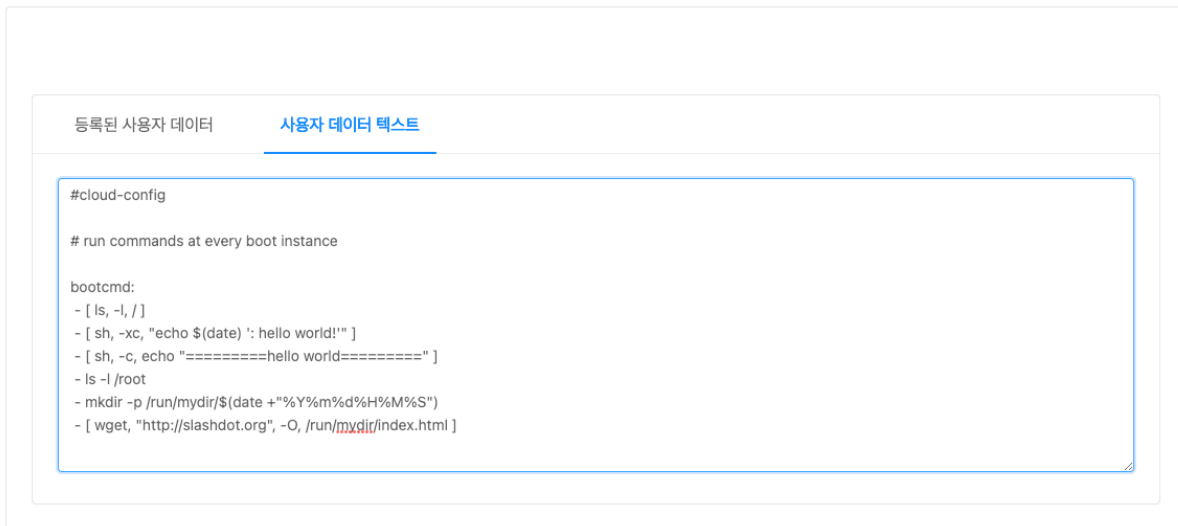 등록된 사용자 데이터
사용자 데이터 텍스트
#cloud-config
# run commands at every boot instance
bootcmd:
- [ ls, -l, / ]
- [ sh, -xc, "echo $(date) ': hello world!'" ]
- [ sh, -c, echo "=========hello world=========" ]
- ls -l /root
- mkdir -p /run/mydir/$(date +"%Y%m%d%H%M%S")
- [ wget, "http://slashdot.org", -O, /run/mydir/index.html ]